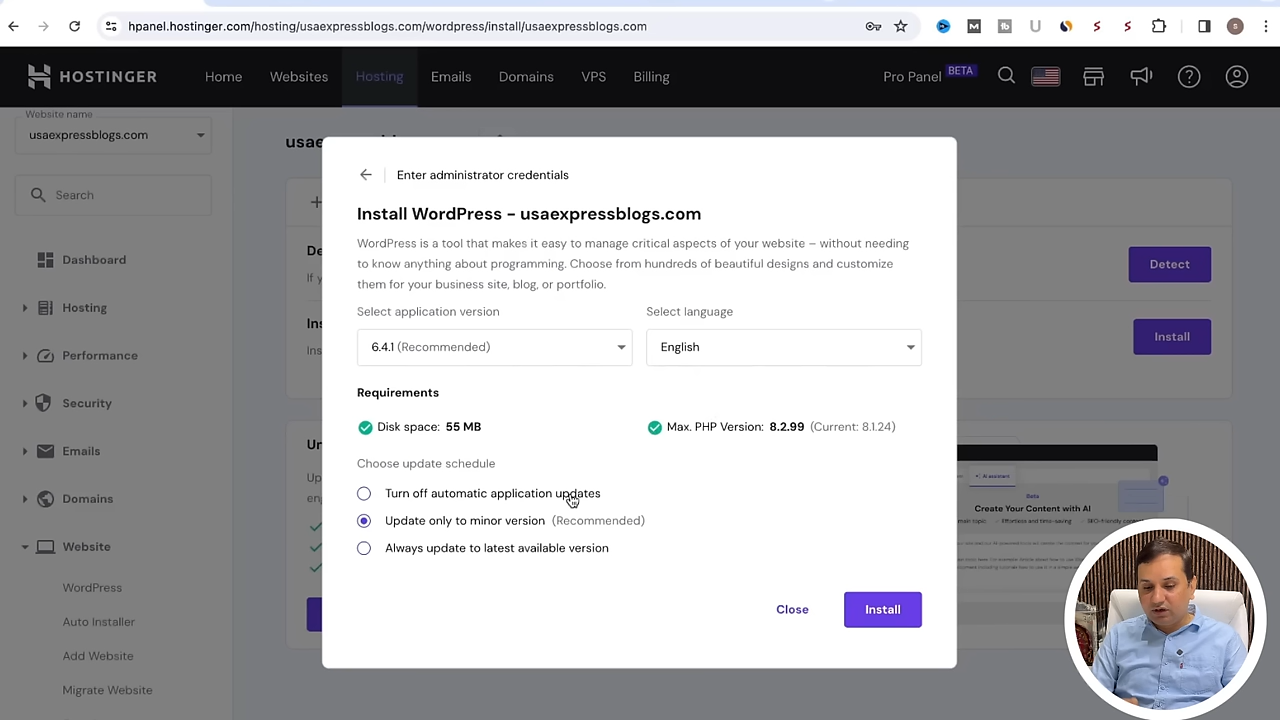 hpanel.hostinger.com/hosting/usaexpressblogs.com/wordpress/install/usaexpressblogs.com
HOSTINGER
Home
Websites
Hosting
Emails
Domains
VPS
Billing
Pro Panel BETA
Website name
usaexpressblogs.com
Search
Dashboard
Hosting
Performance
Security
Emails
Domains
Website
WordPress
Auto Installer
Add Website
Migrate Website
Detect
Install
Enter administrator credentials
Install WordPress - usaexpressblogs.com
WordPress is a tool that makes it easy to manage critical aspects of your website – without needing
to know anything about programming. Choose from hundreds of beautiful designs and customize
them for your business site, blog, or portfolio.
Select application version
Select language
6.4.1 (Recommended)
English
Requirements
Disk space: 55 MB
Max. PHP Version: 8.2.99 (Current: 8.1.24)
Choose update schedule
Turn off automatic application updates
Update only to minor version (Recommended)
Always update to latest available version
Close
Install
AI assistant
Beta
Create Your Content with AI